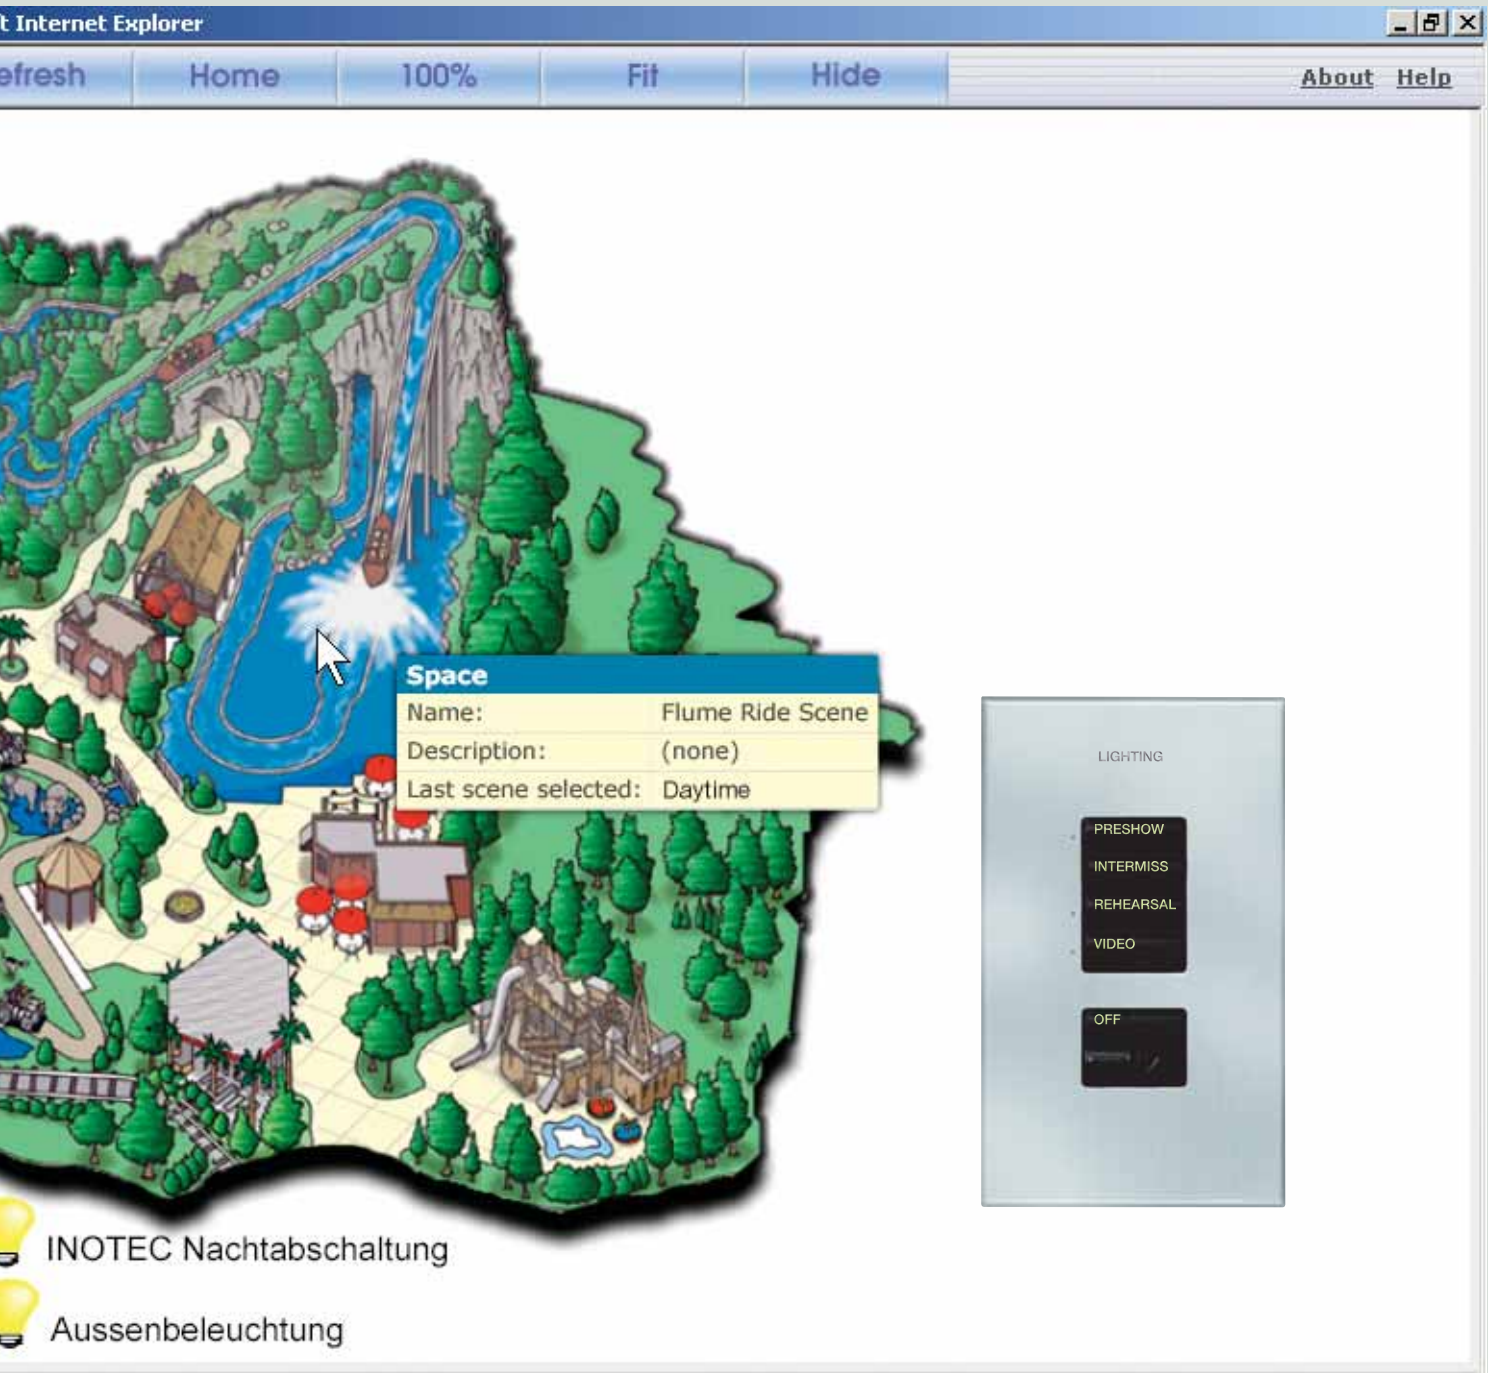 t Internet Explorer
efresh Home 100% Fit Hide About Help
Space
Name: Flume Ride Scene
Description: (none)
Last scene selected: Daytime
LIGHTING
PRESHOW
INTERMISS
REHEARSAL
VIDEO
OFF
INOTEC Nachtabschaltung
Aussenbeleuchtung